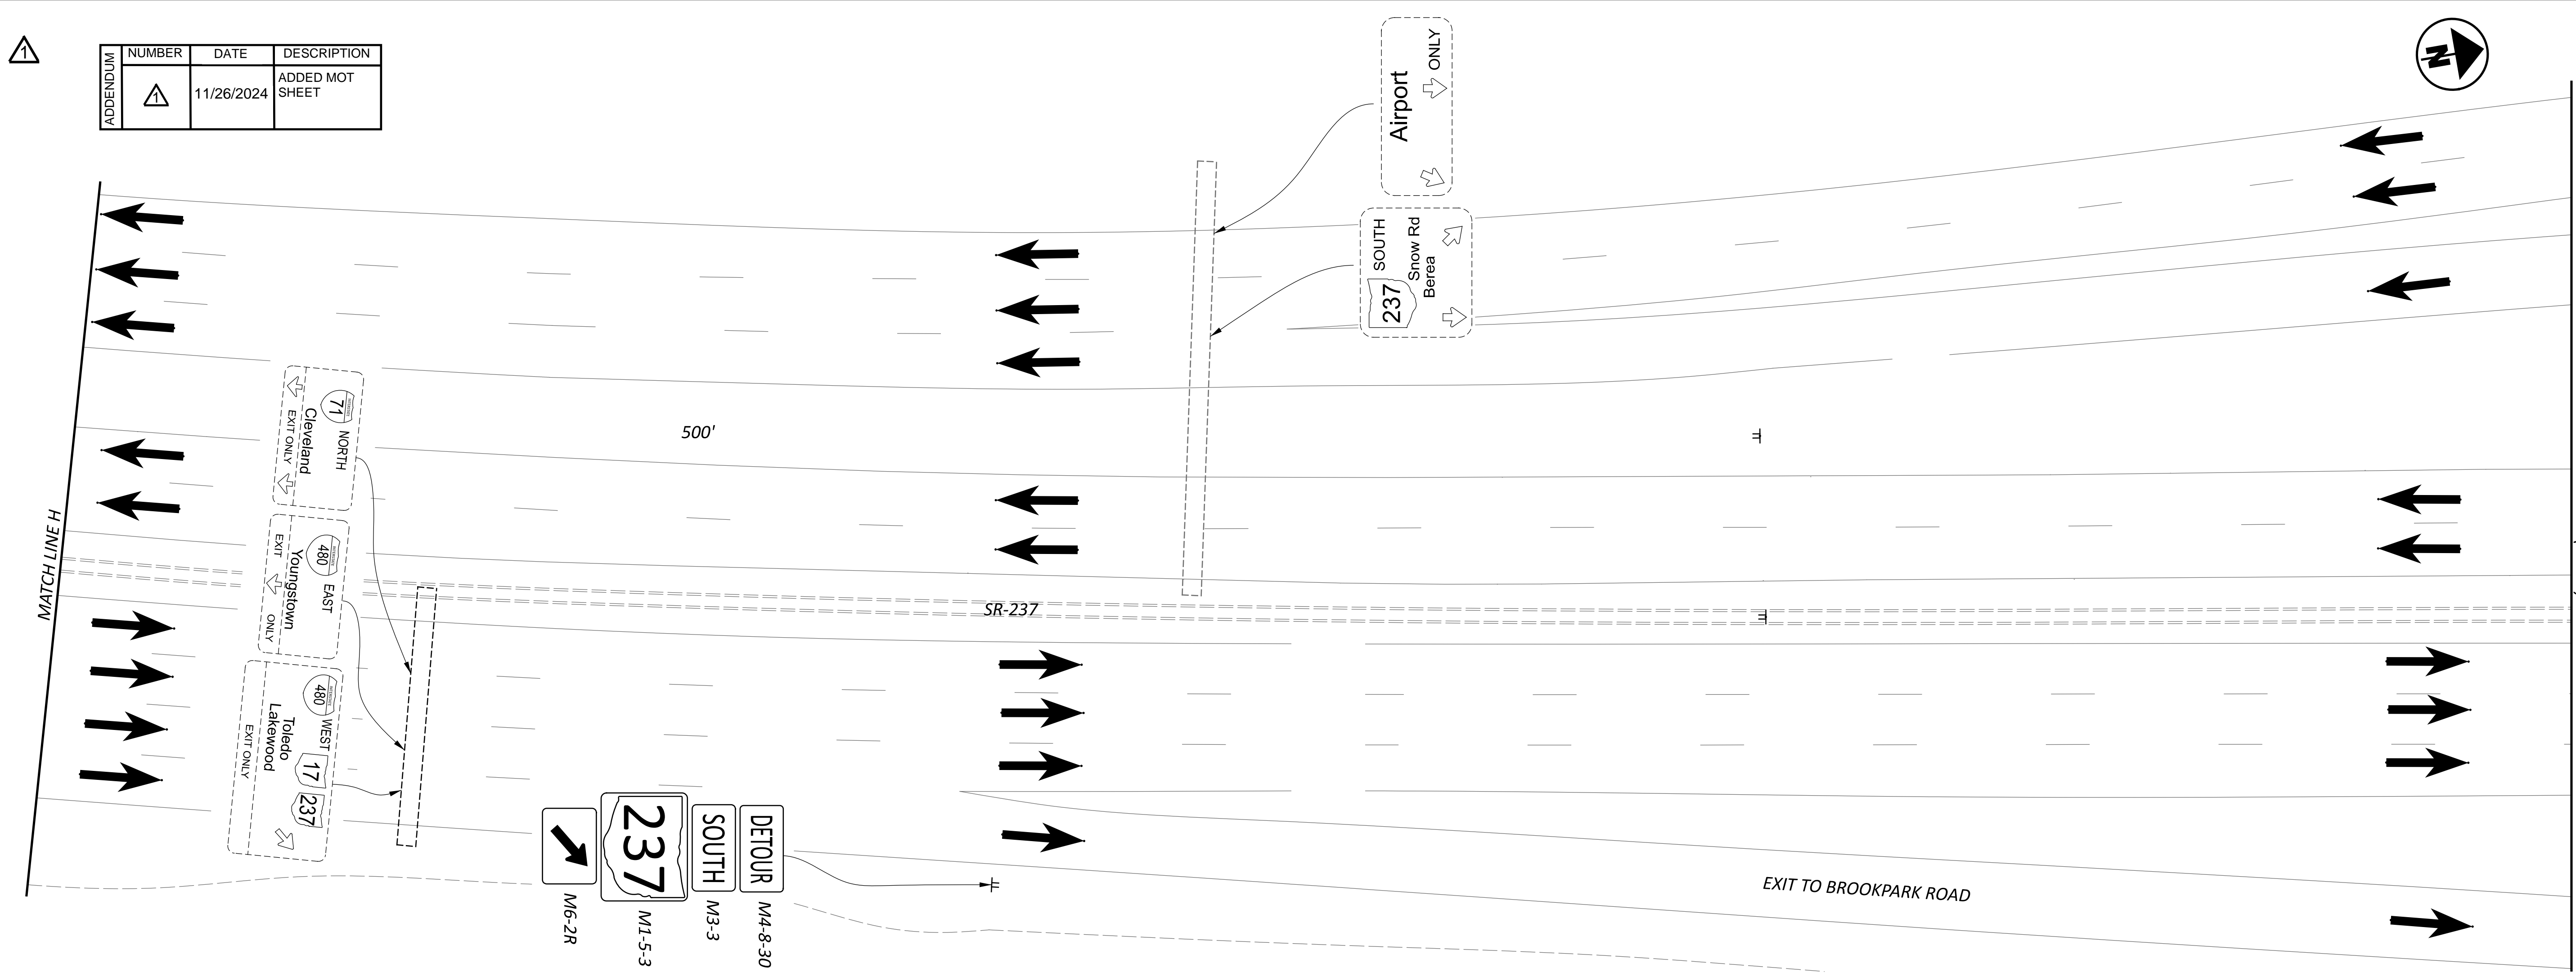 1
ADDENDUM
NUMBER DATE DESCRIPTION
1 11/26/2024 ADDED MOT
SHEET
N
Airport
ONLY
237 SOUTH
Snow Rd
Berea
71 NORTH
Cleveland
EXIT ONLY
480 EAST
Youngstown
EXIT ONLY
480 WEST 17 237
Toledo
Lakewood
EXIT ONLY
500'
MATCH LINE H
SR-237
DETOUR
SOUTH
237
M6-2R
M1-5-3
M3-3
M4-8-30
EXIT TO BROOKPARK ROAD